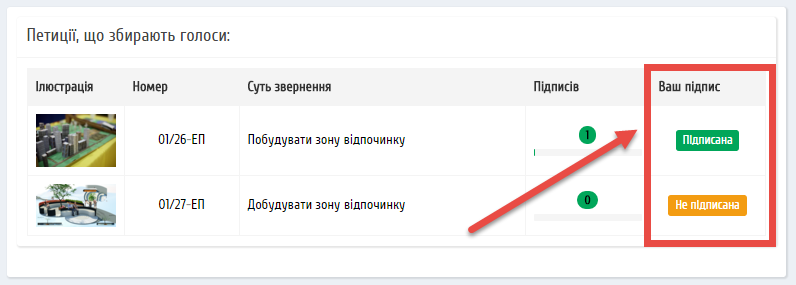 Петиції, що збирають голоси:
Ілюстрація Номер Суть звернення Підписів Ваш підпис
01/26-ЕП Побудувати зону відпочинку 1 Підписана
01/27-ЕП Добудувати зону відпочинку 0 Не підписана